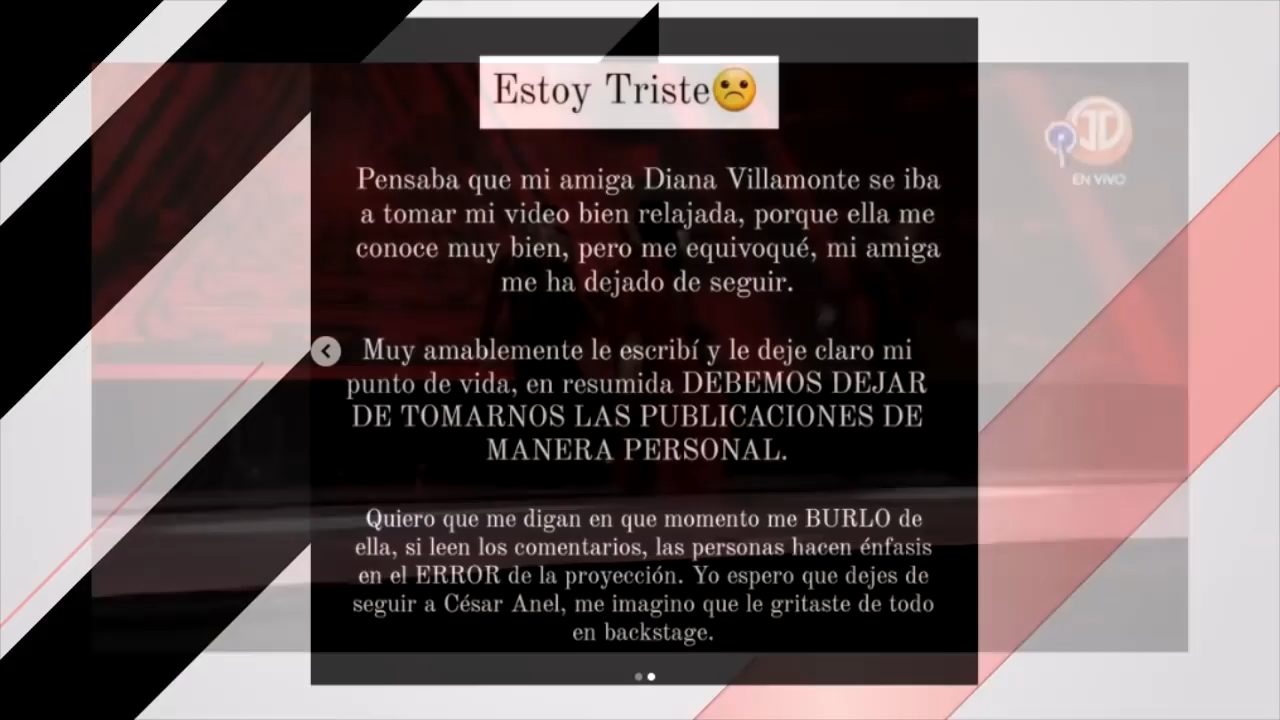 Estoy Triste☹️
Pensaba que mi amiga Diana Villamonte se iba
a tomar mi video bien relajada, porque ella me
conoce muy bien, pero me equivoqué, mi amiga
me ha dejado de seguir.
EN VIVO
Muy amablemente le escribí y le deje claro mi
punto de vida, en resumida DEBEMOS DEJAR
DE TOMARNOS LAS PUBLICACIONES DE
MANERA PERSONAL.
Quiero que me digan en que momento me BURLO de
ella, si leen los comentarios, las personas hacen énfasis
en el ERROR de la proyección. Yo espero que dejes de
seguir a César Anel, me imagino que le gritaste de todo
en backstage.